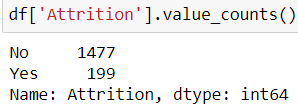 df['Attrition'].value_counts()
No     1477
Yes     199
Name: Attrition, dtype: int64